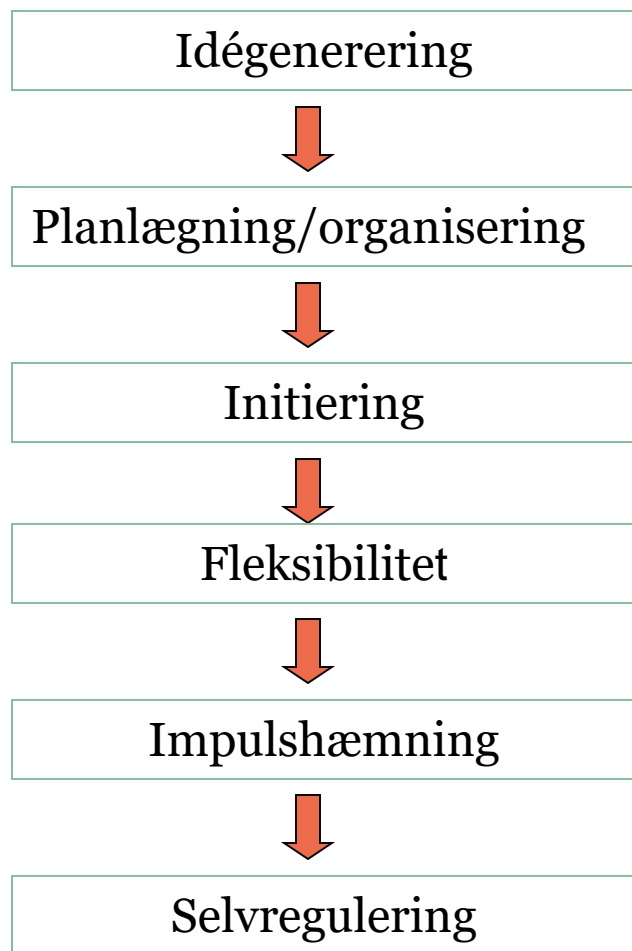 Idégenerering
Planlægning/organisering
Initiering
Fleksibilitet
Impulshæmning
Selvregulering